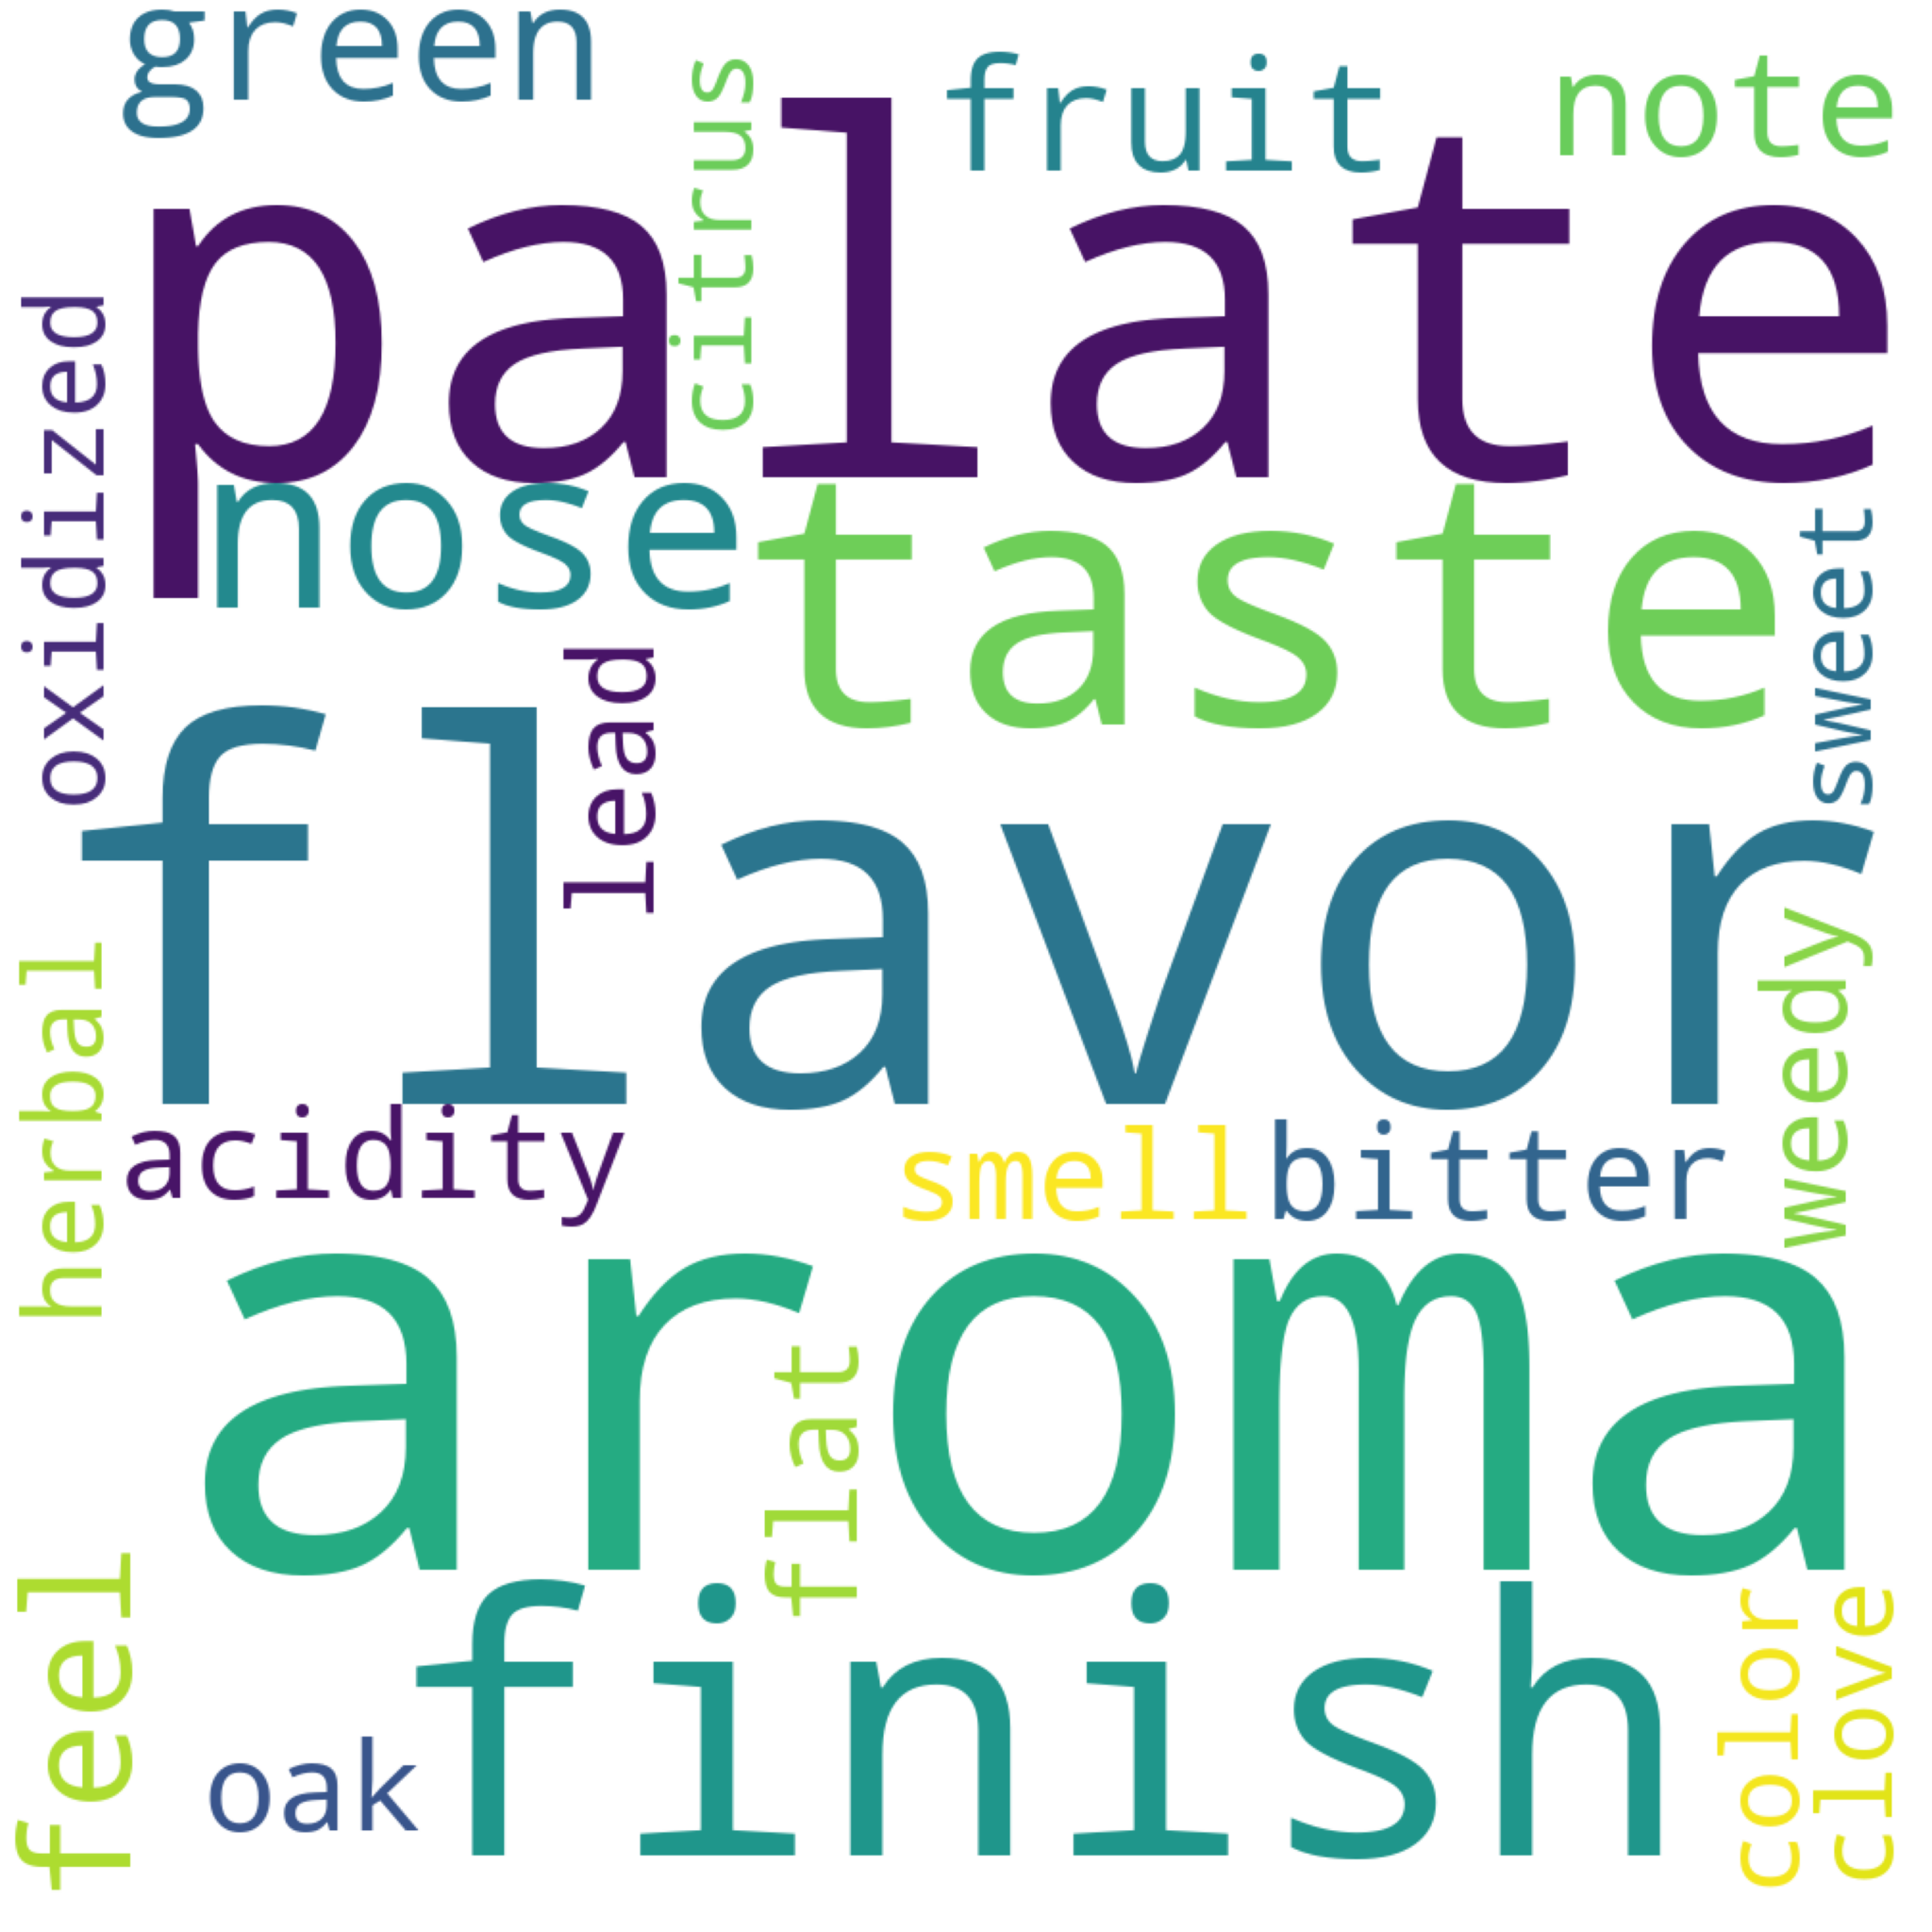 green
fruit
note
citrus
palate
oxidized
nose
taste
sweet
lead
flavor
weedy
herbal
acidity
smell
bitter
aroma
flat
feel
finish
oak
color
clove